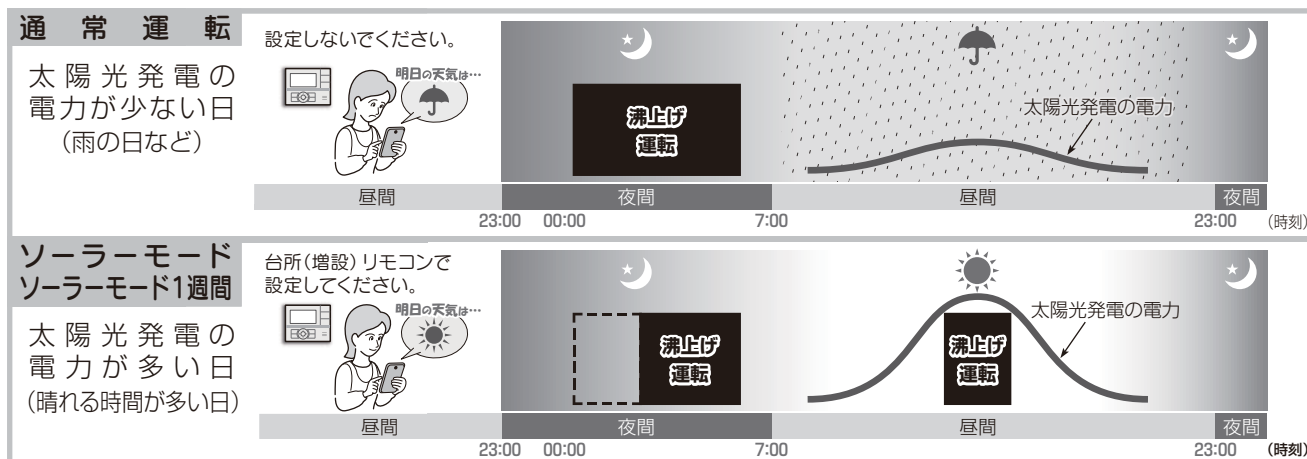 通常運転
太陽光発電の
電力が少ない日
(雨の日など)
設定しないでください。
明日の天気は…
沸上げ
運転
太陽光発電の電力
昼間 夜間 昼間 夜間
23:00 00:00 7:00 23:00 (時刻)
ソーラーモード
ソーラーモード1週間
太陽光発電の
電力が多い日
(晴れる時間が多い日)
台所(増設)リモコンで
設定してください。
明日の天気は…
沸上げ
運転
沸上げ
運転
太陽光発電の電力
昼間 夜間 昼間 夜間
23:00 00:00 7:00 23:00 (時刻)